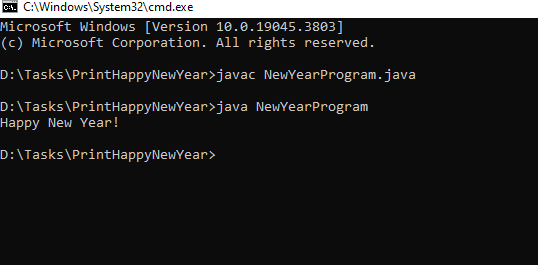 C:\Windows\System32\cmd.exe
Microsoft Windows [Version 10.0.19045.3803]
(c) Microsoft Corporation. All rights reserved.
D:\Tasks\PrintHappyNewYear>javac NewYearProgram.java
D:\Tasks\PrintHappyNewYear>java NewYearProgram
Happy New Year!
D:\Tasks\PrintHappyNewYear>